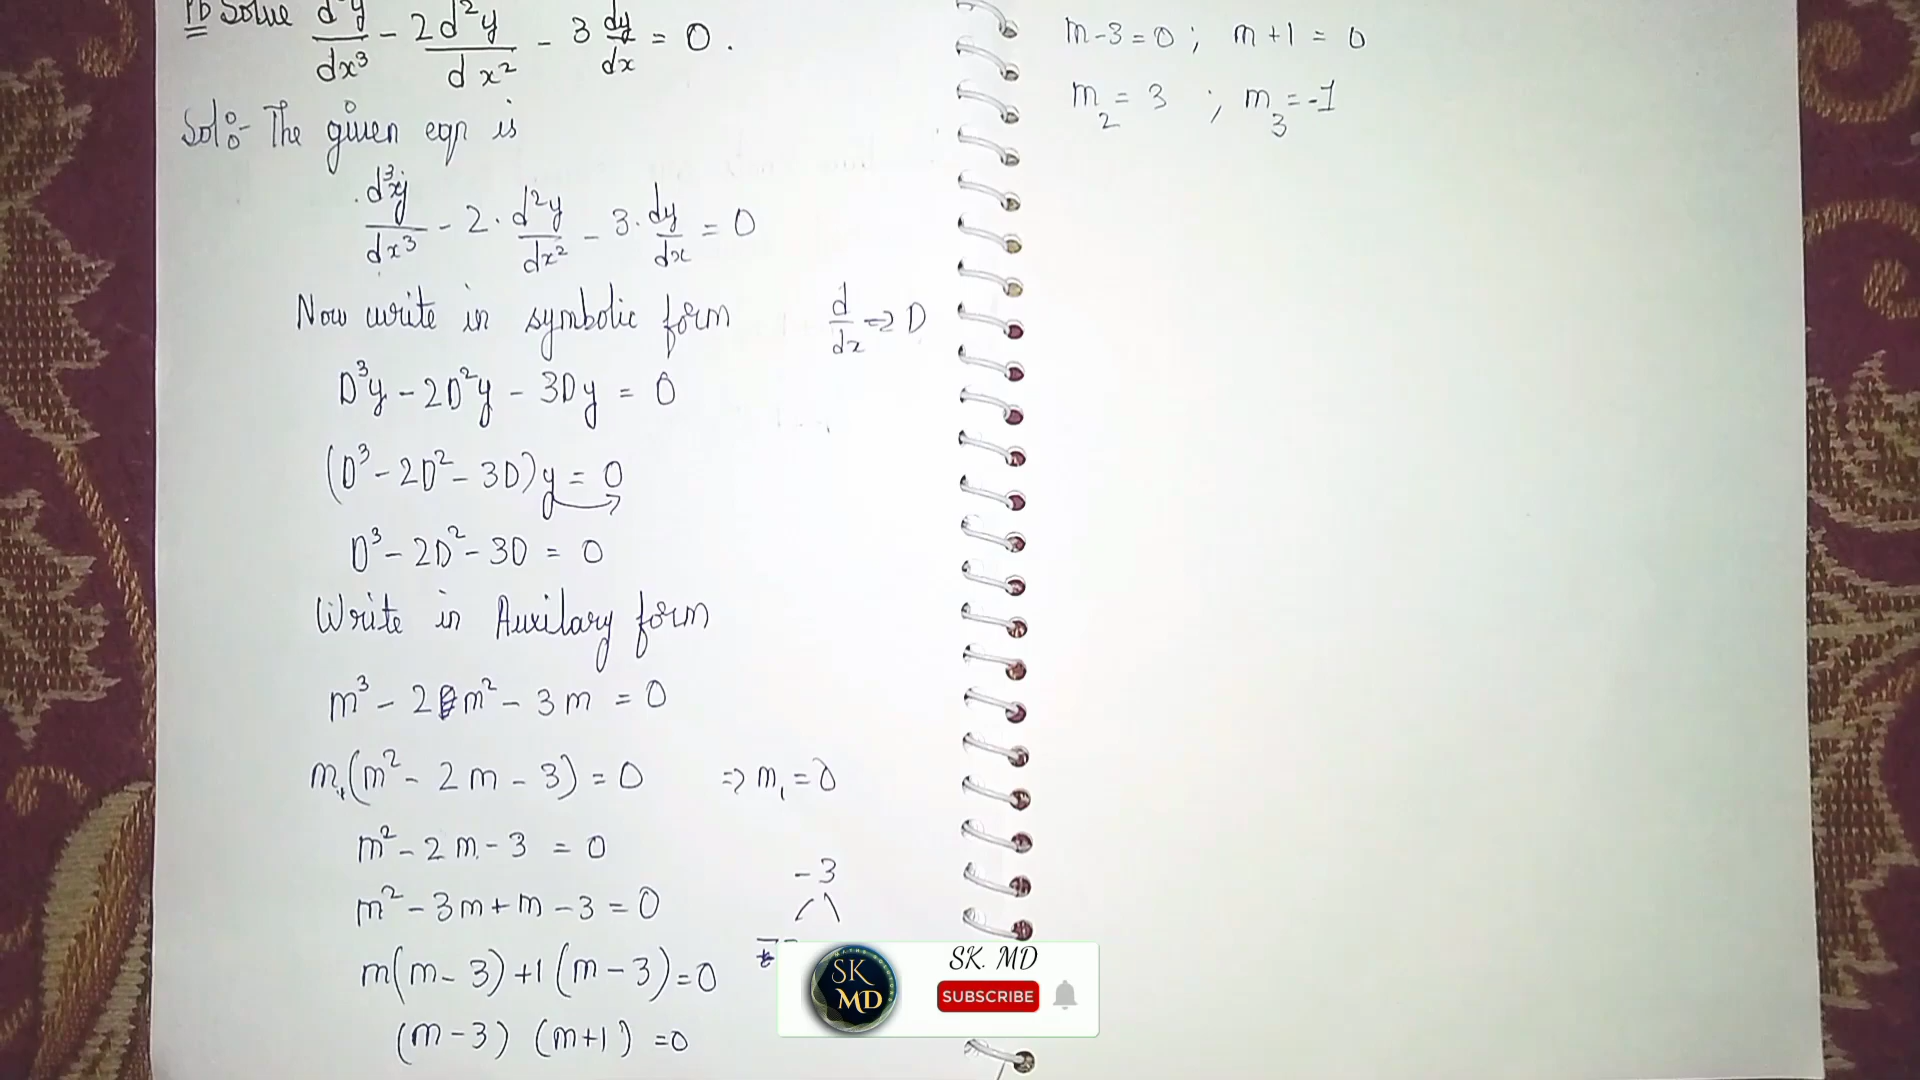 Pb Solve d³y/dx³ - 2d²y/dx² - 3 dy/dx = 0.
Sol:- The given eqn is
d³y/dx³ - 2. d²y/dx² - 3. dy/dx = 0
Now write in symbolic form d/dx => D
D³y - 2D²y - 3Dy = 0
(D³ - 2D² - 3D)y = 0
D³ - 2D² - 3D = 0
Write in Auxilary form
m³ - 2m² - 3m = 0
m(m² - 2m - 3) = 0 => m₁ = 0
m² - 2m - 3 = 0
-3
m² - 3m + m - 3 = 0
m(m - 3) + 1(m - 3) = 0
(m - 3) (m + 1) = 0
m - 3 = 0 ; m + 1 = 0
m₂ = 3 ; m₃ = -1
SK MD
SK. MD
SUBSCRIBE